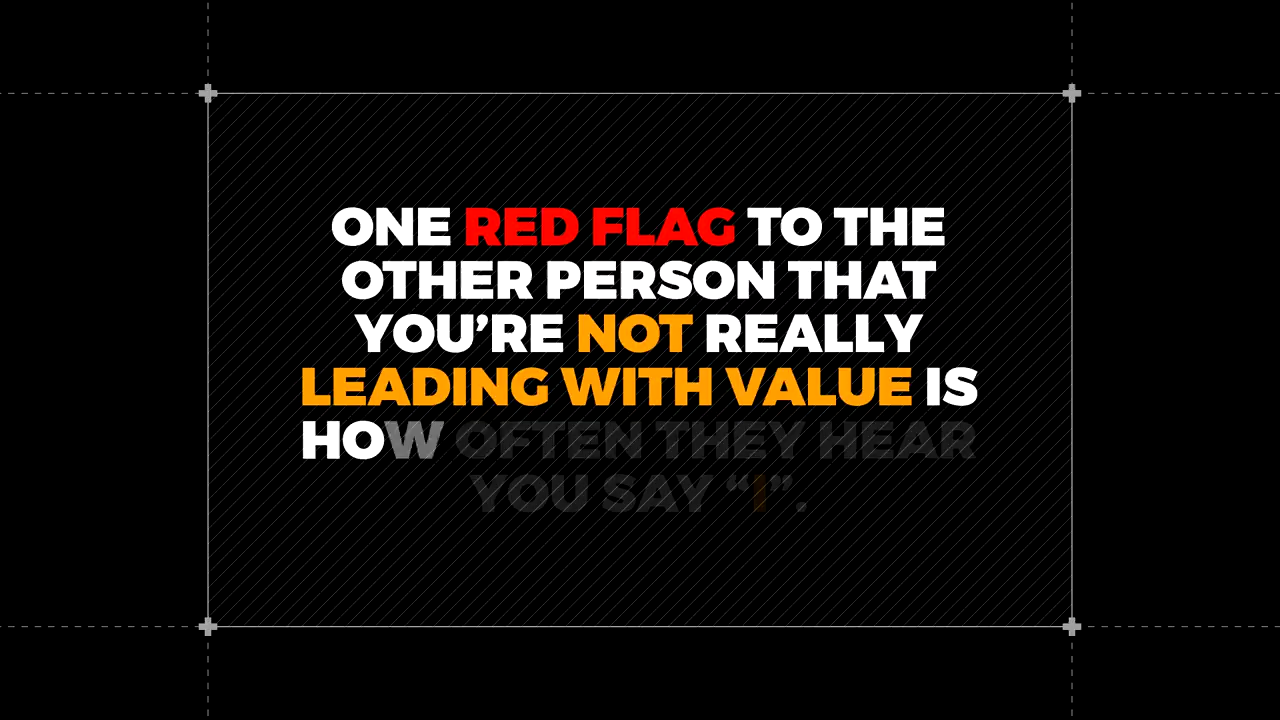 ONE RED FLAG TO THE
OTHER PERSON THAT
YOU’RE NOT REALLY
LEADING WITH VALUE IS
HOW OFTEN THEY HEAR
YOU SAY “I”.